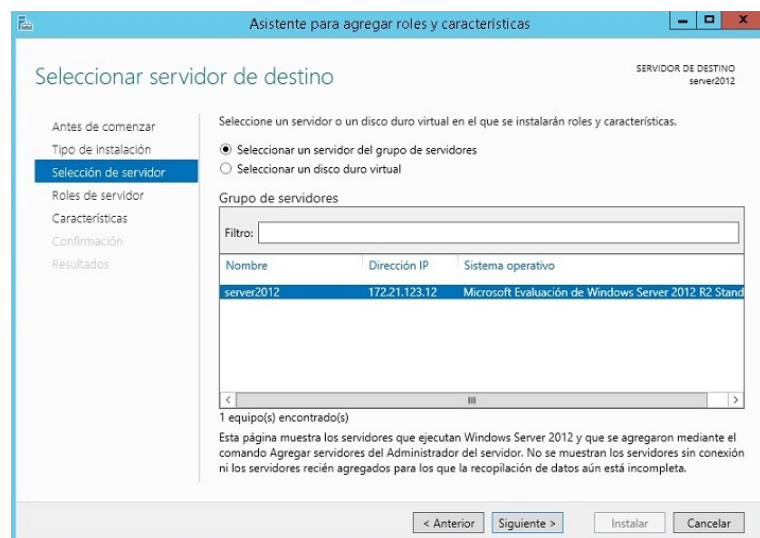 Asistente para agregar roles y características
Seleccionar servidor de destino
SERVIDOR DE DESTINO
server2012
Antes de comenzar
Tipo de instalación
Selección de servidor
Roles de servidor
Características
Confirmación
Resultados
Seleccione un servidor o un disco duro virtual en el que se instalarán roles y características.
Seleccionar un servidor del grupo de servidores
Seleccionar un disco duro virtual
Grupo de servidores
Filtro:
Nombre Dirección IP Sistema operativo
server2012 172.21.123.12 Microsoft Evaluación de Windows Server 2012 R2 Stand
1 equipo(s) encontrado(s)
Esta página muestra los servidores que ejecutan Windows Server 2012 y que se agregaron mediante el
comando Agregar servidores del Administrador del servidor. No se muestran los servidores sin conexión
ni los servidores recién agregados para los que la recopilación de datos aún está incompleta.
< Anterior Siguiente > Instalar Cancelar